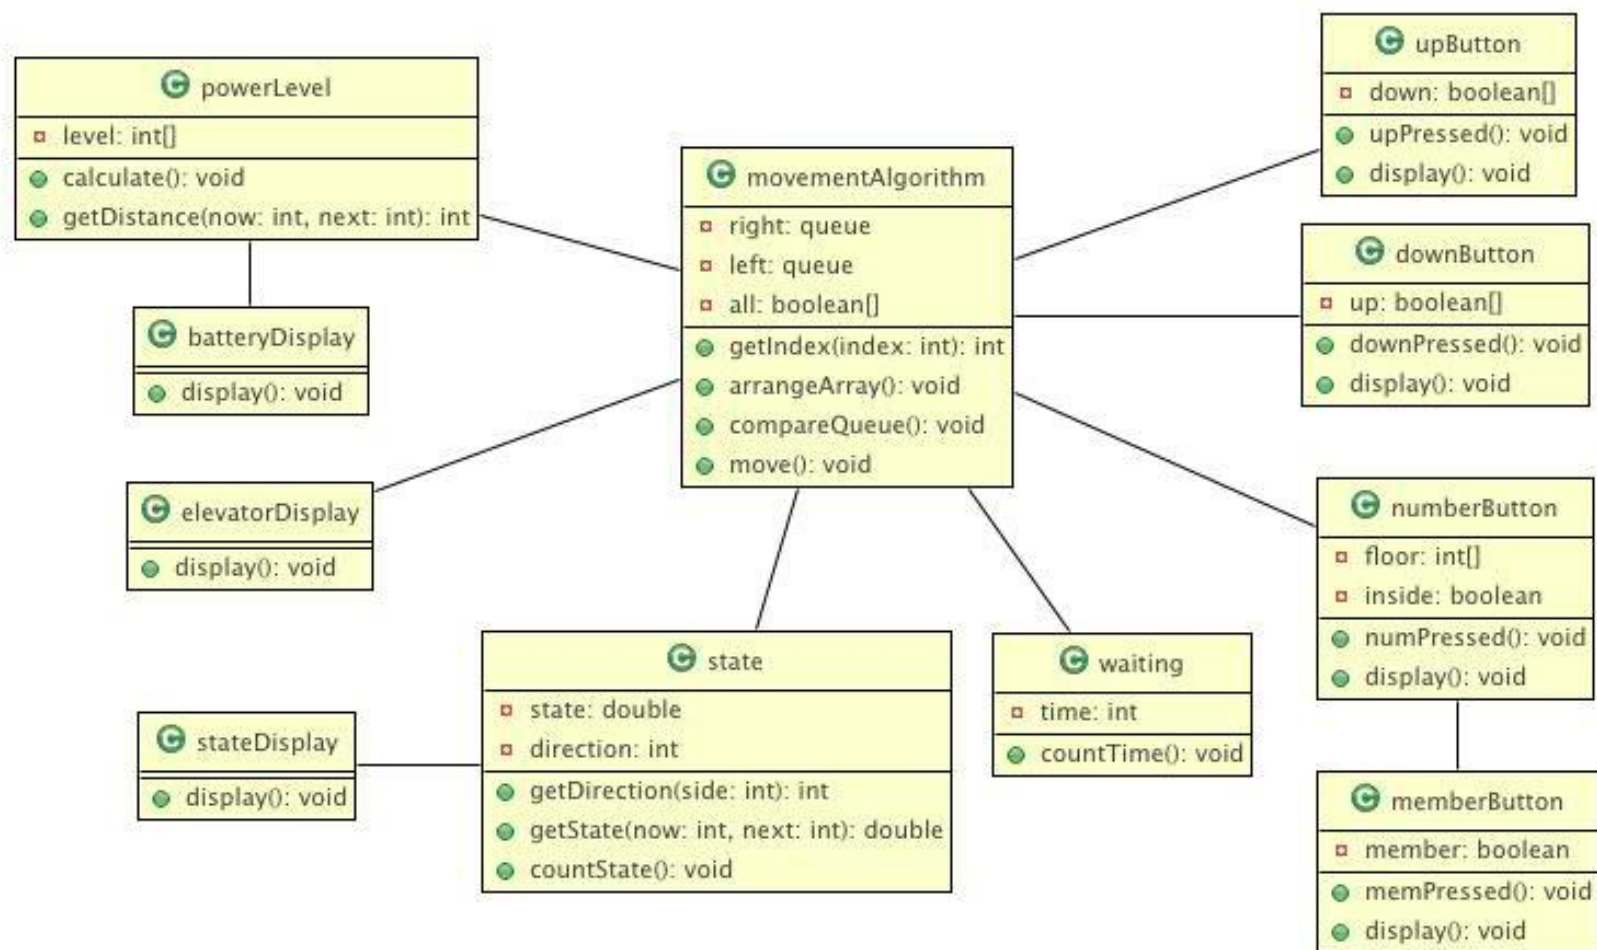 powerLevel
level: int[]
calculate(): void
getDistance(now: int, next: int): int
batteryDisplay
display(): void
elevatorDisplay
display(): void
stateDisplay
display(): void
movementAlgorithm
right: queue
left: queue
all: boolean[]
getIndex(index: int): int
arrangeArray(): void
compareQueue(): void
move(): void
state
state: double
direction: int
getDirection(side: int): int
getState(now: int, next: int): double
countState(): void
waiting
time: int
countTime(): void
upButton
down: boolean[]
upPressed(): void
display(): void
downButton
up: boolean[]
downPressed(): void
display(): void
numberButton
floor: int[]
inside: boolean
numPressed(): void
display(): void
memberButton
member: boolean
memPressed(): void
display(): void